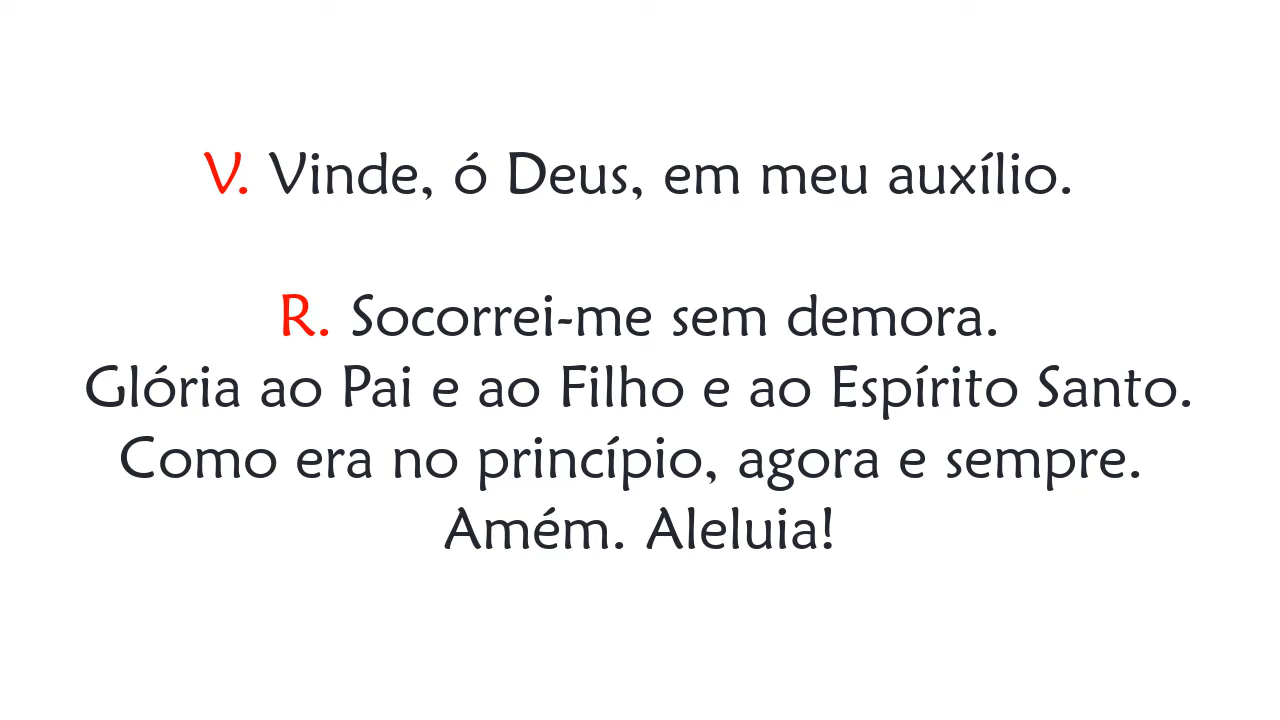 V. Vinde, ó Deus, em meu auxílio.
R. Socorrei-me sem demora.
Glória ao Pai e ao Filho e ao Espírito Santo.
Como era no princípio, agora e sempre.
Amém. Aleluia!